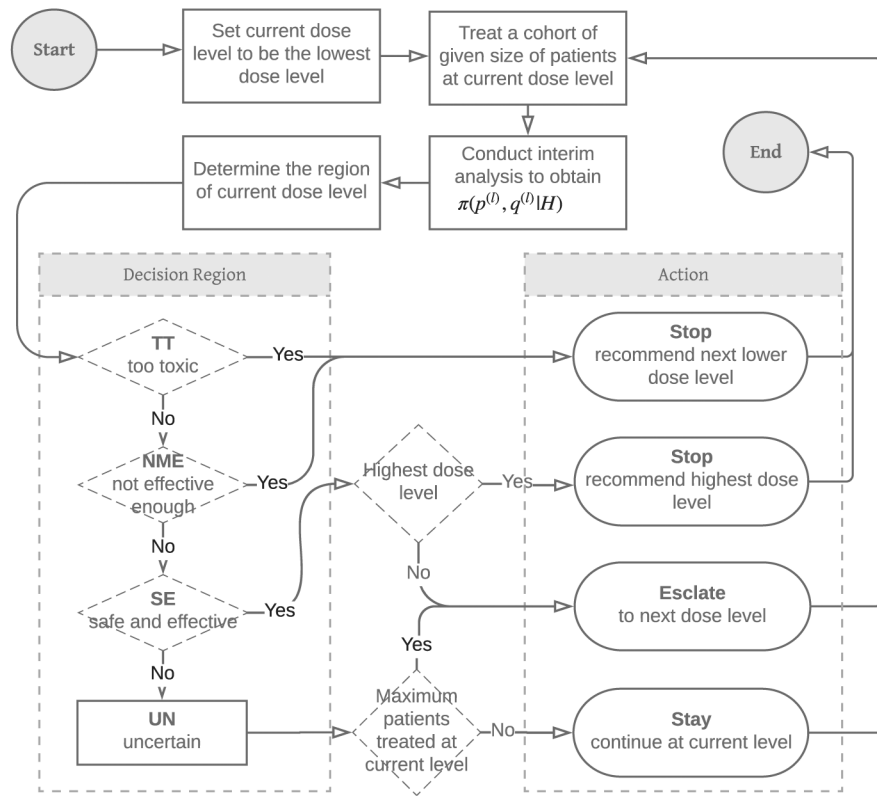 Start
Set current dose
level to be the lowest
dose level
Treat a cohort of
given size of patients
at current dose level
Determine the region
of current dose level
Conduct interim
analysis to obtain
π(p⁽ˡ⁾, q⁽ˡ⁾|H)
End
Decision Region
Action
TT
too toxic
Yes
Stop
recommend next lower
dose level
No
NME
not effective
enough
Yes
Highest dose
level
Yes
Stop
recommend highest dose
level
No
SE
safe and effective
Yes
No
Esclate
to next dose level
Yes
No
UN
uncertain
Maximum
patients
treated at
current level
No
Stay
continue at current level